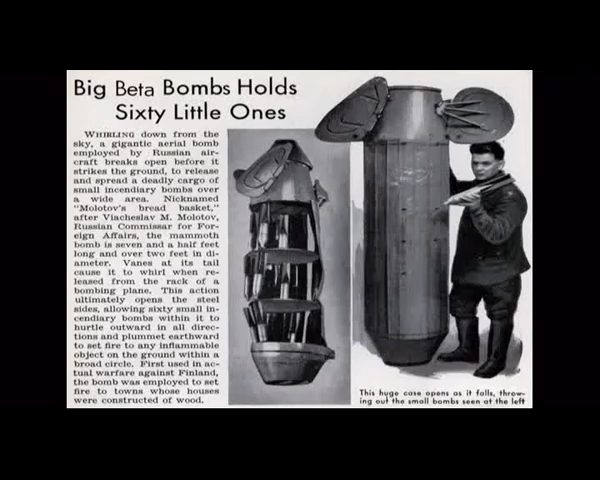 Big Beta Bombs Holds
Sixty Little Ones
WHIRLING down from the
sky, a gigantic aerial bomb
employed by Russian air-
craft breaks open before it
strikes the ground, to release
and spread a deadly cargo of
small incendiary bombs over
a wide area. Nicknamed
"Molotov's bread basket,"
after Viacheslav M. Molotov,
Russian Commissar for For-
eign Affairs, the mammoth
bomb is seven and a half feet
long and over two feet in di-
ameter. Vanes at its tail
cause it to whirl when re-
leased from the rack of a
bombing plane. This action
ultimately opens the steel
sides, allowing sixty small in-
cendiary bombs within it to
hurtle outward in all direc-
tions and plummet earthward
to set fire to any inflammable
object on the ground within a
broad circle. First used in ac-
tual warfare against Finland,
the bomb was employed to set
fire to towns whose houses
were constructed of wood.
This huge case opens as it falls, throw-
ing out the small bombs seen at the left